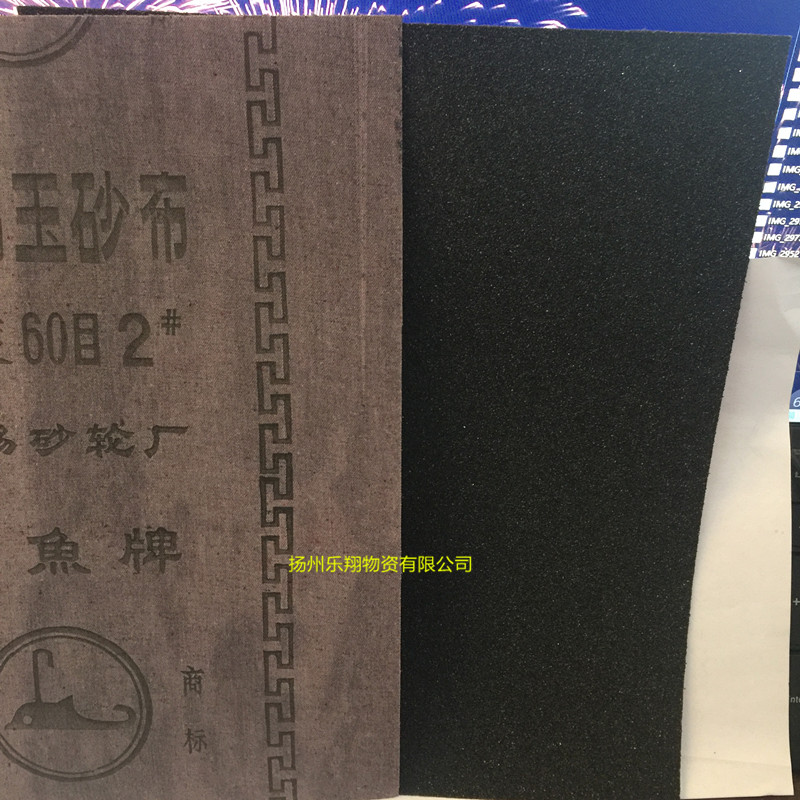 玉砂布
60目2#
砂轮厂
魚牌
扬州乐翔物资有限公司
商
标
IMG_2952